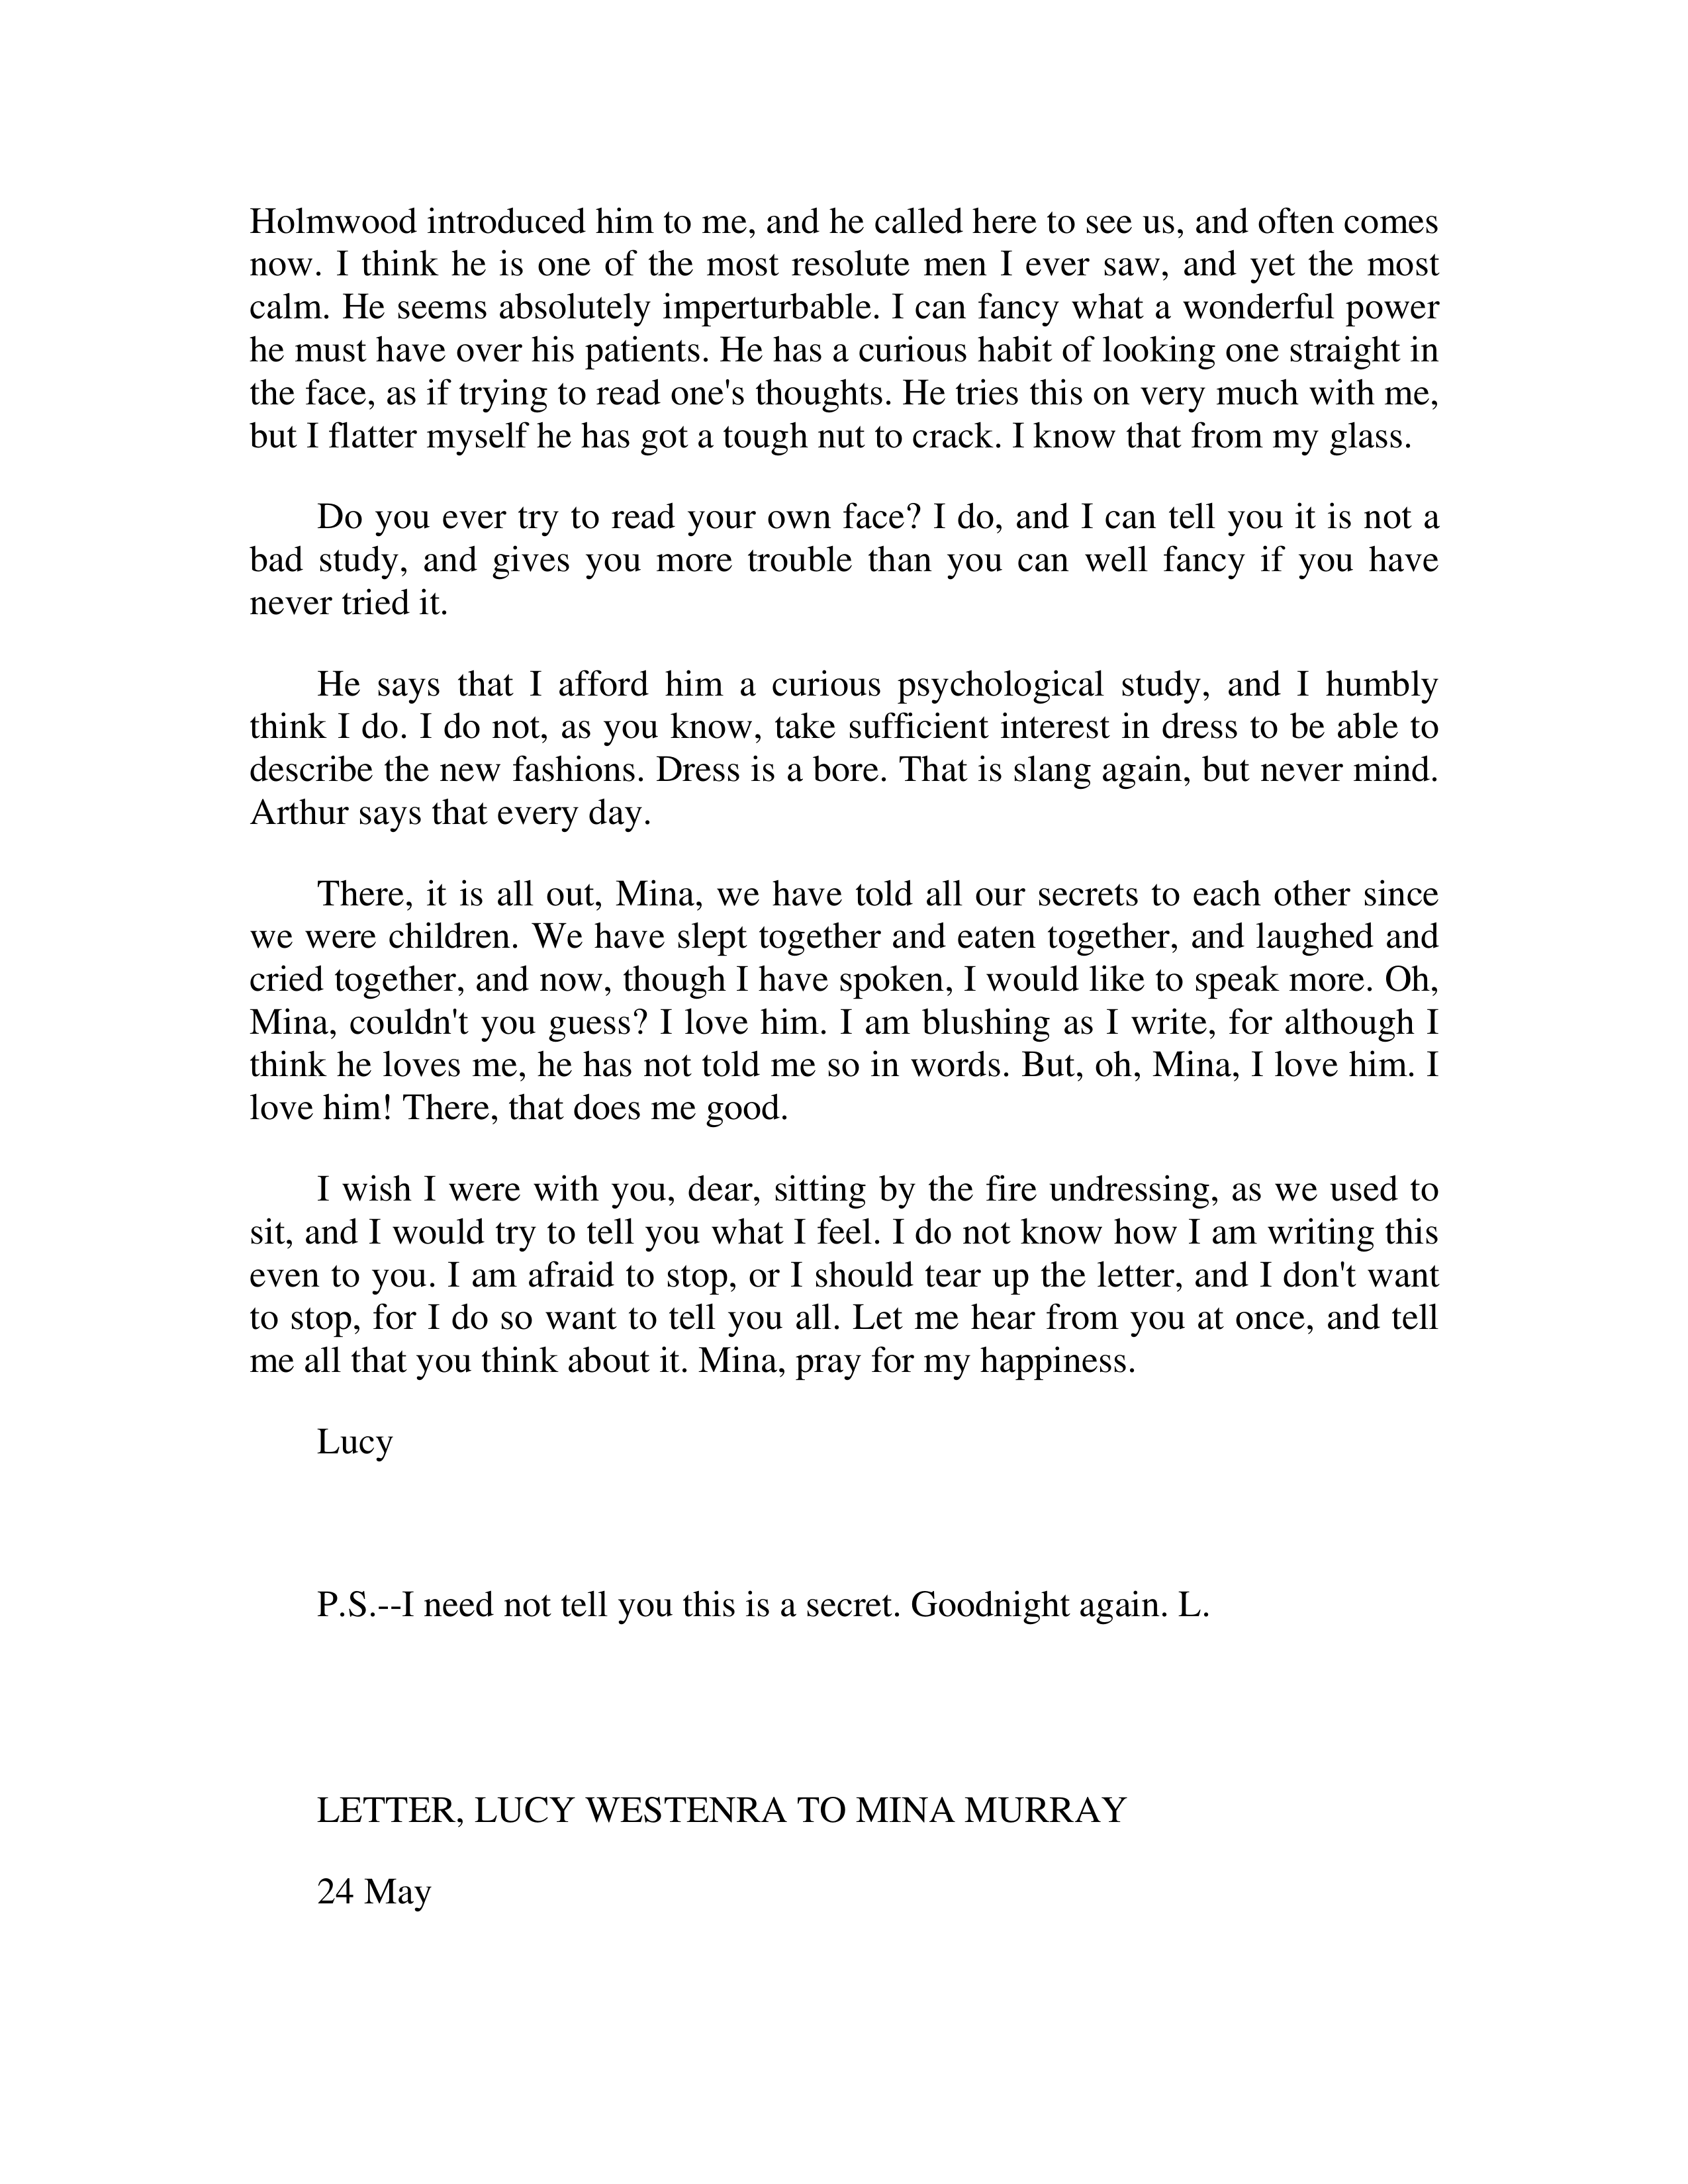 Holmwood introduced him to me, and he called here to see us, and often comes
now. I think he is one of the most resolute men I ever saw, and yet the most
calm. He seems absolutely imperturbable. I can fancy what a wonderful power
he must have over his patients. He has a curious habit of looking one straight in
the face, as if trying to read one's thoughts. He tries this on very much with me,
but I flatter myself he has got a tough nut to crack. I know that from my glass.
Do you ever try to read your own face? I do, and I can tell you it is not a
bad study, and gives you more trouble than you can well fancy if you have
never tried it.
He says that I afford him a curious psychological study, and I humbly
think I do. I do not, as you know, take sufficient interest in dress to be able to
describe the new fashions. Dress is a bore. That is slang again, but never mind.
Arthur says that every day.
There, it is all out, Mina, we have told all our secrets to each other since
we were children. We have slept together and eaten together, and laughed and
cried together, and now, though I have spoken, I would like to speak more. Oh,
Mina, couldn't you guess? I love him. I am blushing as I write, for although I
think he loves me, he has not told me so in words. But, oh, Mina, I love him. I
love him! There, that does me good.
I wish I were with you, dear, sitting by the fire undressing, as we used to
sit, and I would try to tell you what I feel. I do not know how I am writing this
even to you. I am afraid to stop, or I should tear up the letter, and I don't want
to stop, for I do so want to tell you all. Let me hear from you at once, and tell
me all that you think about it. Mina, pray for my happiness.
Lucy
P.S.--I need not tell you this is a secret. Goodnight again. L.
LETTER, LUCY WESTENRA TO MINA MURRAY
24 May